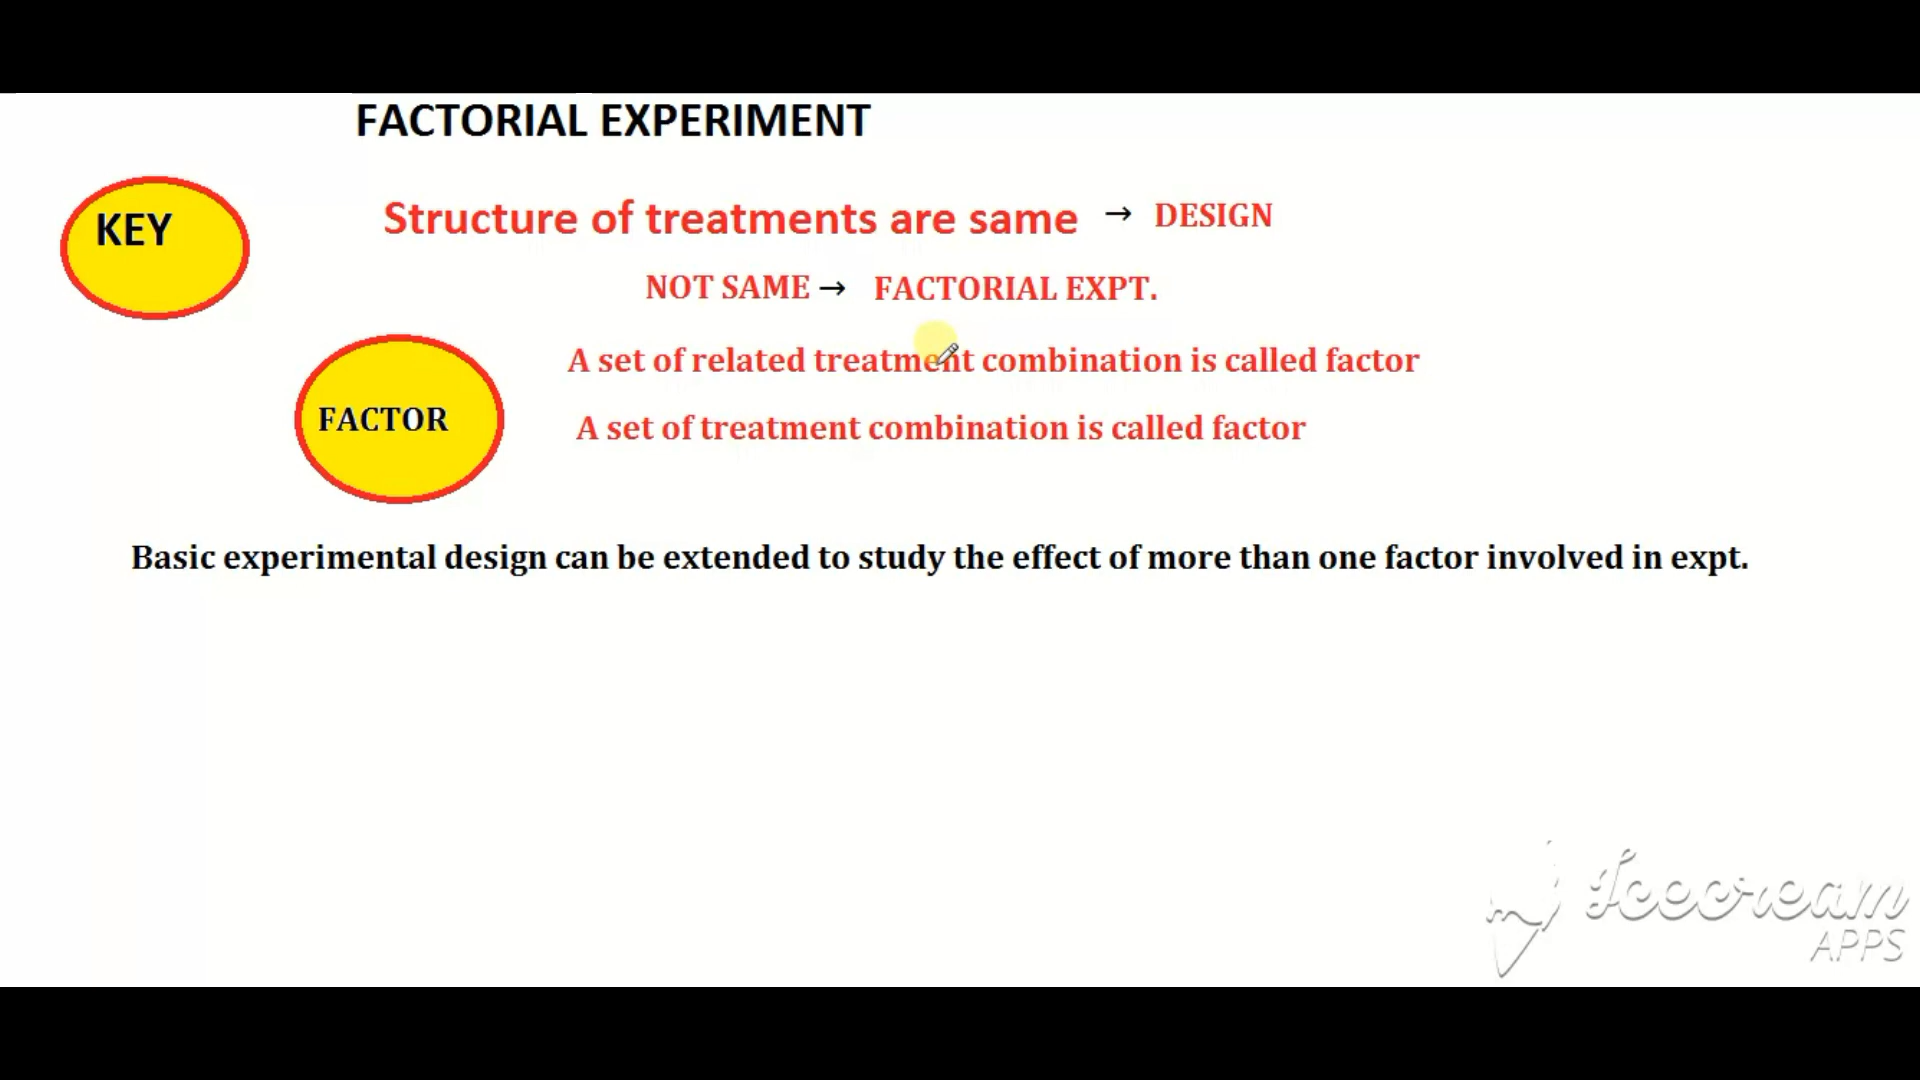 FACTORIAL EXPERIMENT
KEY
Structure of treatments are same → DESIGN
NOT SAME → FACTORIAL EXPT.
A set of related treatment combination is called factor
FACTOR
A set of treatment combination is called factor
Basic experimental design can be extended to study the effect of more than one factor involved in expt.
Icecream
APPS